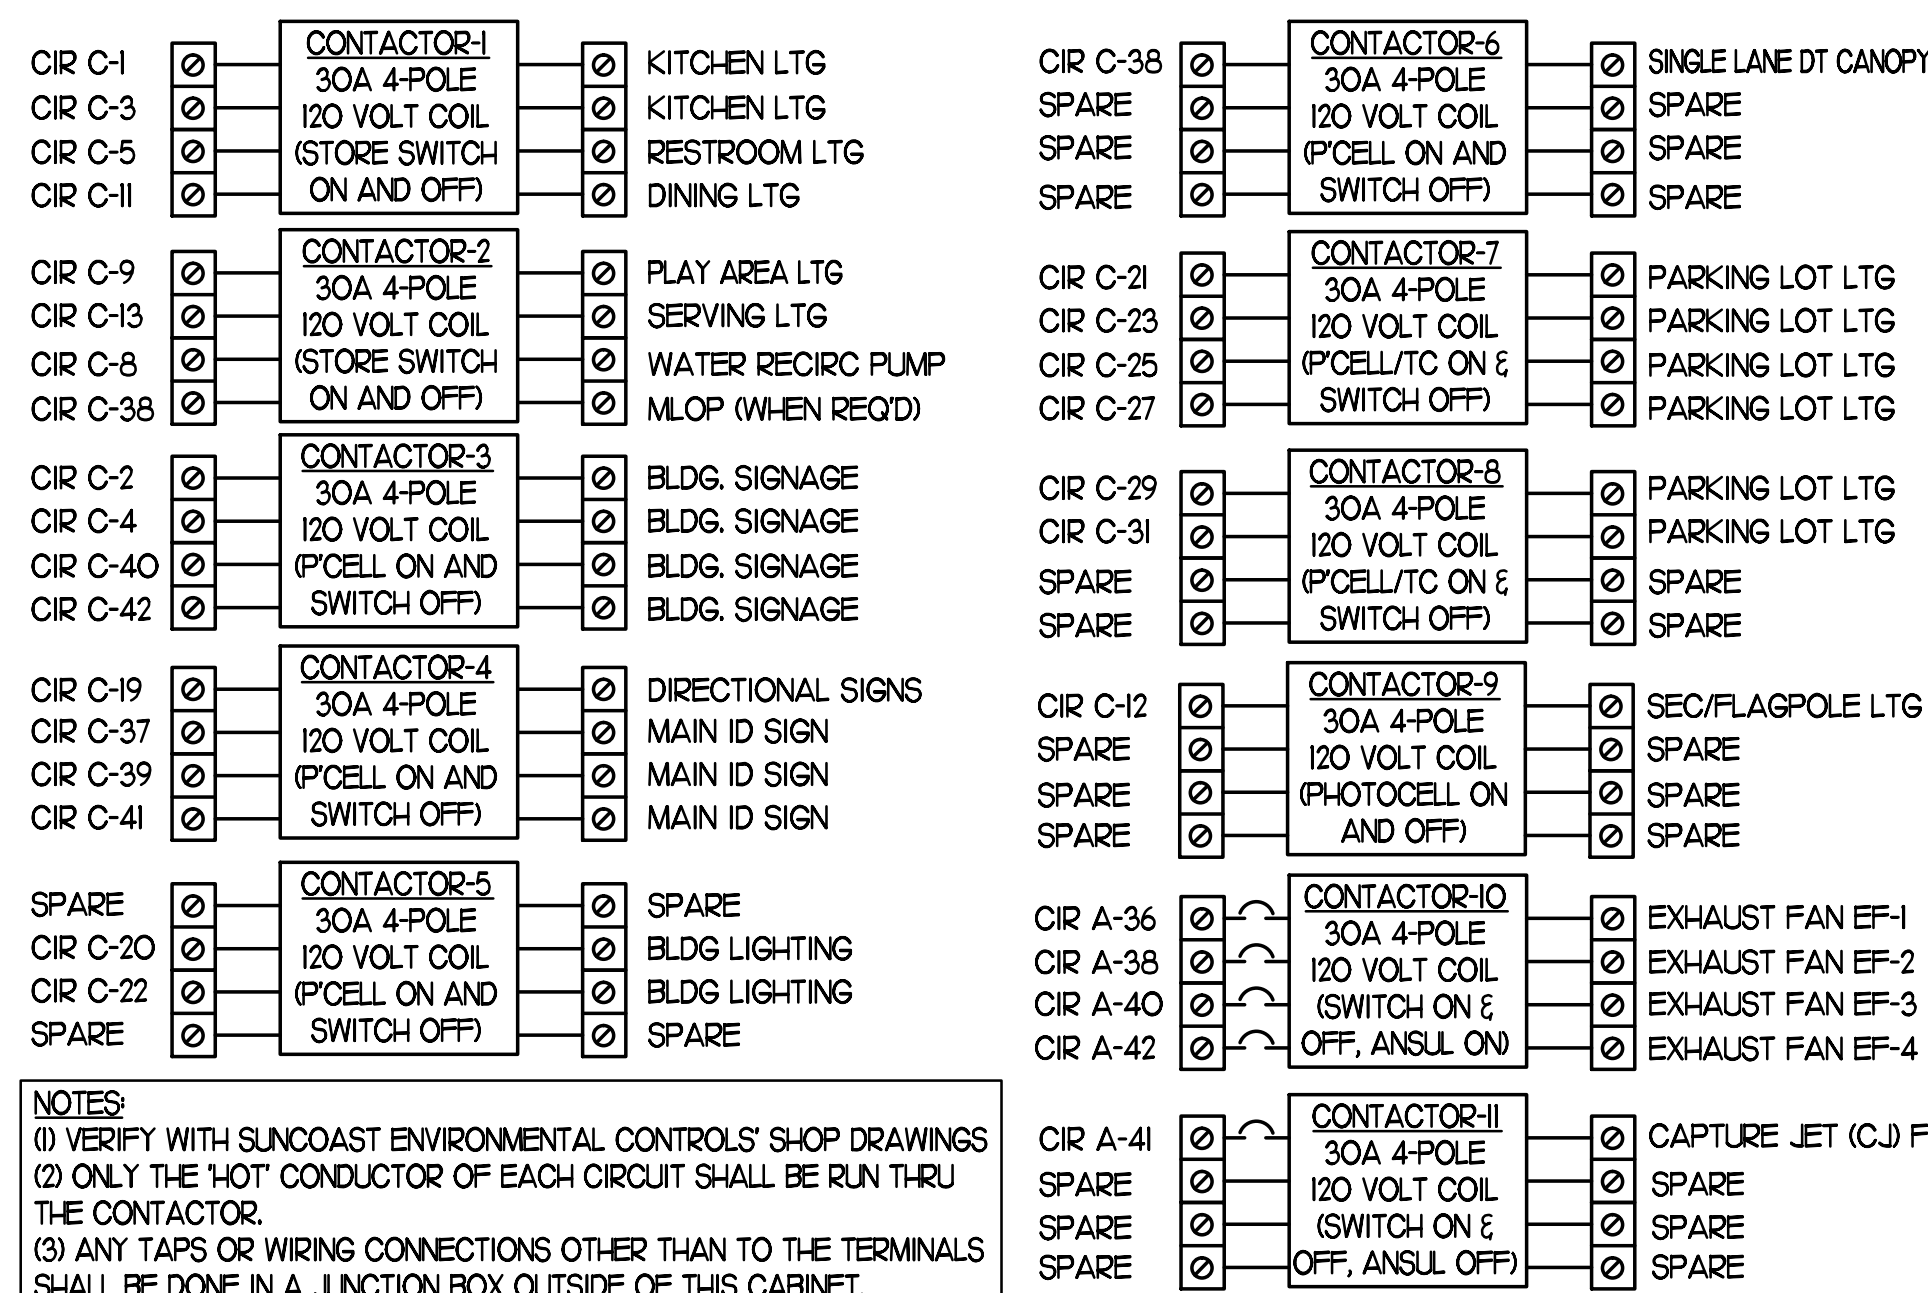 CIR C-1 CONTACTOR-1 KITCHEN LTG
30A 4-POLE
CIR C-3 120 VOLT COIL KITCHEN LTG
CIR C-5 (STORE SWITCH RESTROOM LTG
CIR C-11 ON AND OFF) DINING LTG
CIR C-9 CONTACTOR-2 PLAY AREA LTG
30A 4-POLE
CIR C-13 120 VOLT COIL SERVING LTG
CIR C-8 (STORE SWITCH WATER RECIRC PUMP
CIR C-38 ON AND OFF) MLOP (WHEN REQ'D)
CIR C-2 CONTACTOR-3 BLDG. SIGNAGE
30A 4-POLE
CIR C-4 120 VOLT COIL BLDG. SIGNAGE
CIR C-40 (P'CELL ON AND BLDG. SIGNAGE
CIR C-42 SWITCH OFF) BLDG. SIGNAGE
CIR C-19 CONTACTOR-4 DIRECTIONAL SIGNS
30A 4-POLE
CIR C-37 120 VOLT COIL MAIN ID SIGN
CIR C-39 (P'CELL ON AND MAIN ID SIGN
CIR C-41 SWITCH OFF) MAIN ID SIGN
SPARE CONTACTOR-5 SPARE
30A 4-POLE
CIR C-20 120 VOLT COIL BLDG LIGHTING
CIR C-22 (P'CELL ON AND BLDG LIGHTING
SPARE SWITCH OFF) SPARE
NOTES:
(1) VERIFY WITH SUNCOAST ENVIRONMENTAL CONTROLS' SHOP DRAWINGS
(2) ONLY THE 'HOT' CONDUCTOR OF EACH CIRCUIT SHALL BE RUN THRU
THE CONTACTOR.
(3) ANY TAPS OR WIRING CONNECTIONS OTHER THAN TO THE TERMINALS
SHALL BE DONE IN A JUNCTION BOX OUTSIDE OF THIS CABINET.
CIR C-38 CONTACTOR-6 SINGLE LANE DT CANOPY
30A 4-POLE
SPARE 120 VOLT COIL SPARE
SPARE (P'CELL ON AND SPARE
SPARE SWITCH OFF) SPARE
CIR C-21 CONTACTOR-7 PARKING LOT LTG
30A 4-POLE
CIR C-23 120 VOLT COIL PARKING LOT LTG
CIR C-25 (P'CELL/TC ON & PARKING LOT LTG
CIR C-27 SWITCH OFF) PARKING LOT LTG
CIR C-29 CONTACTOR-8 PARKING LOT LTG
30A 4-POLE
CIR C-31 120 VOLT COIL PARKING LOT LTG
SPARE (P'CELL/TC ON & SPARE
SPARE SWITCH OFF) SPARE
CIR C-12 CONTACTOR-9 SEC/FLAGPOLE LTG
30A 4-POLE
SPARE 120 VOLT COIL SPARE
SPARE (PHOTOCELL ON SPARE
SPARE AND OFF) SPARE
CIR A-36 CONTACTOR-10 EXHAUST FAN EF-1
30A 4-POLE
CIR A-38 120 VOLT COIL EXHAUST FAN EF-2
CIR A-40 (SWITCH ON & EXHAUST FAN EF-3
CIR A-42 OFF, ANSUL ON) EXHAUST FAN EF-4
CIR A-41 CONTACTOR-11 CAPTURE JET (CJ) F
30A 4-POLE
SPARE 120 VOLT COIL SPARE
SPARE (SWITCH ON & SPARE
SPARE OFF, ANSUL OFF) SPARE